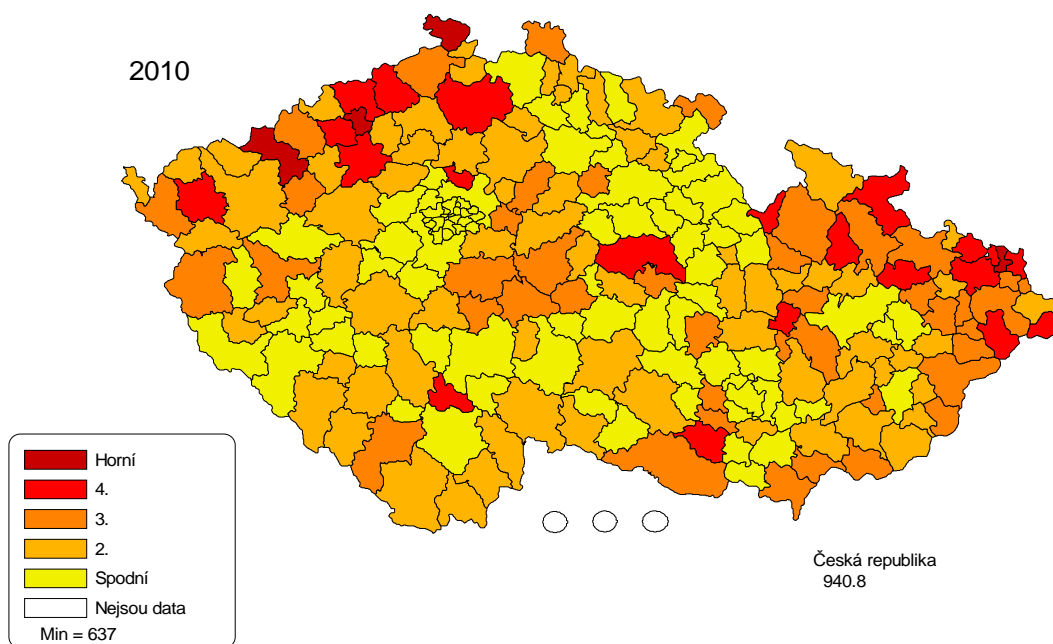 2010
Horní
4.
3.
2.
Spodní
Nejsou data
Min = 637
Česká republika
940.8